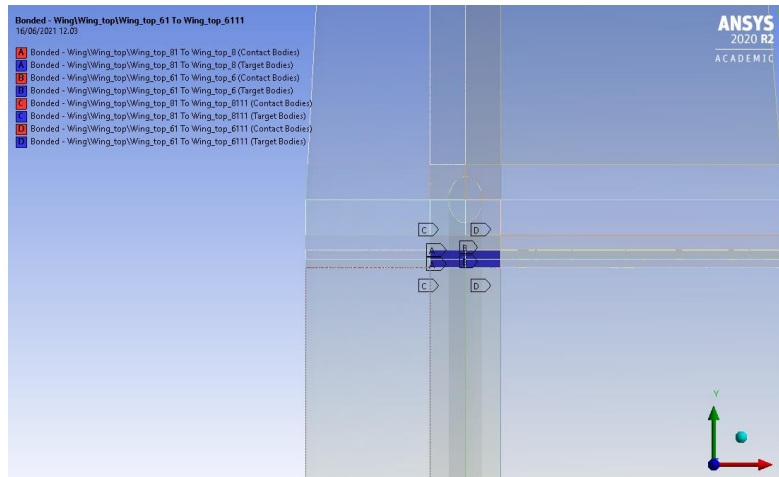 Bonded - Wing\Wing_top\Wing_top_61 To Wing_top_6111
16/06/2021 12.03
A Bonded - Wing\Wing_top\Wing_top_81 To Wing_top_8 (Contact Bodies)
A Bonded - Wing\Wing_top\Wing_top_81 To Wing_top_8 (Target Bodies)
B Bonded - Wing\Wing_top\Wing_top_61 To Wing_top_6 (Contact Bodies)
B Bonded - Wing\Wing_top\Wing_top_61 To Wing_top_6 (Target Bodies)
C Bonded - Wing\Wing_top\Wing_top_81 To Wing_top_8111 (Contact Bodies)
C Bonded - Wing\Wing_top\Wing_top_81 To Wing_top_8111 (Target Bodies)
D Bonded - Wing\Wing_top\Wing_top_61 To Wing_top_6111 (Contact Bodies)
D Bonded - Wing\Wing_top\Wing_top_61 To Wing_top_6111 (Target Bodies)
ANSYS
2020 R2
ACADEMIC
C D
A B
A
C D
Y